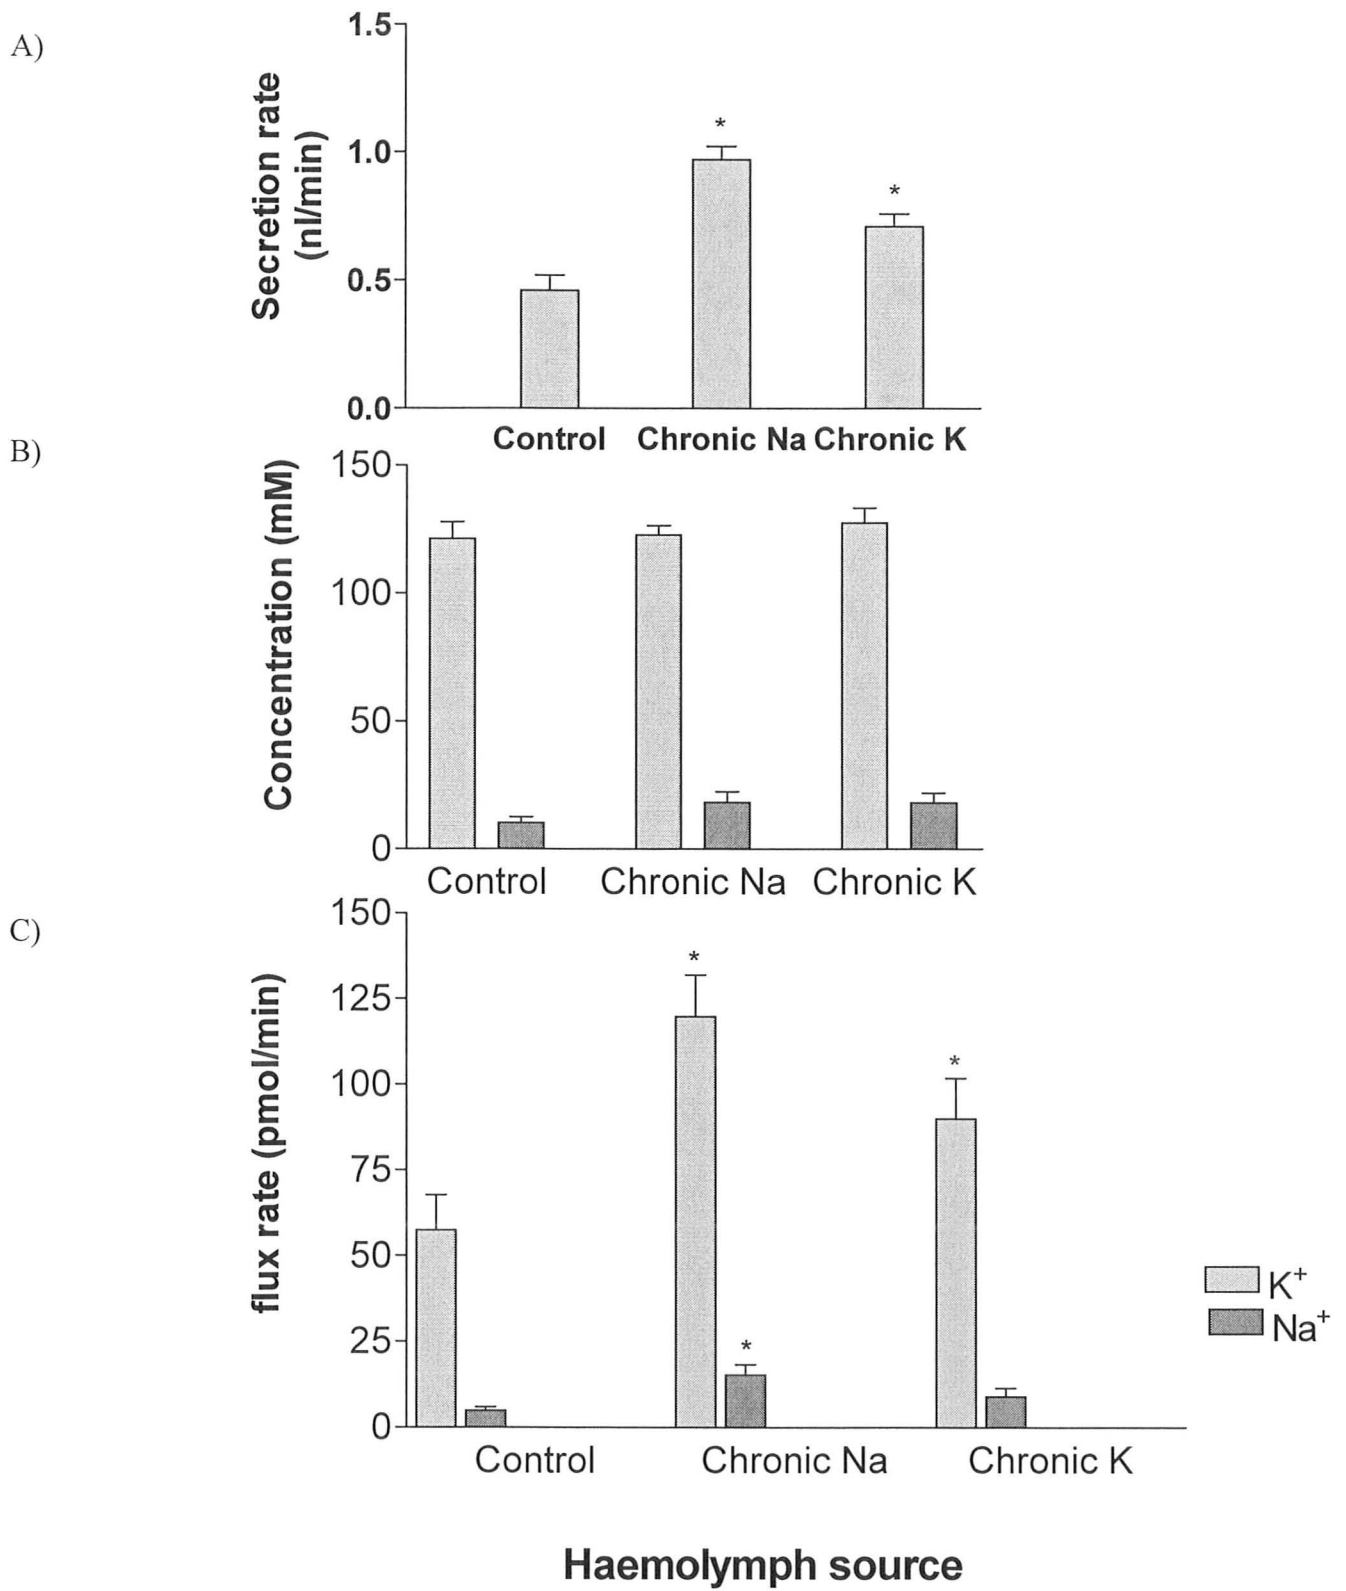 A)
Secretion rate
(nl/min)
1.5
*
1.0
*
0.5
0.0
Control Chronic Na Chronic K
B)
Concentration (mM)
150
100
50
0
Control Chronic Na Chronic K
C)
flux rate (pmol/min)
150
*
125
*
100
75
50
K+
Na+
25
*
0
Control Chronic Na Chronic K
Haemolymph source